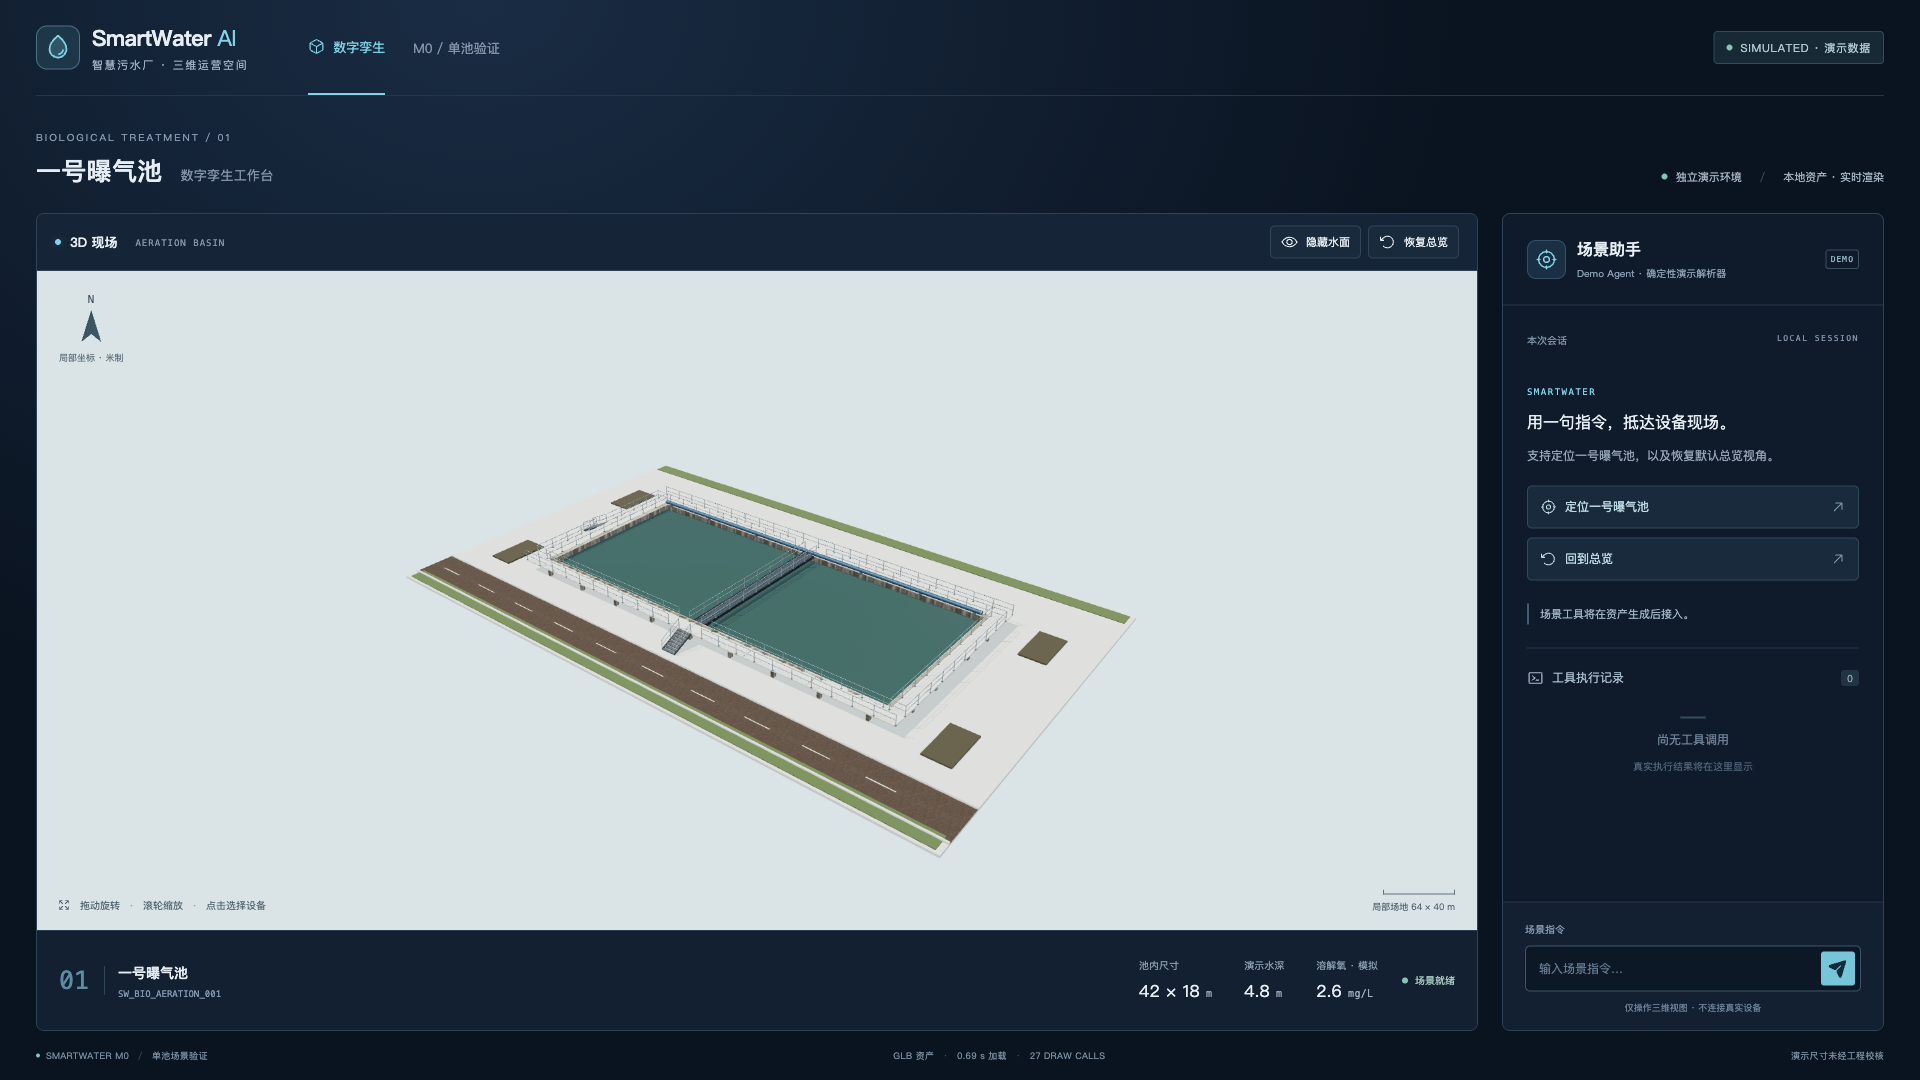 SmartWater AI
智慧污水厂 · 三维运营空间
数字孪生
M0 / 单池验证
SIMULATED · 演示数据
BIOLOGICAL TREATMENT / 01
一号曝气池 数字孪生工作台
独立演示环境 / 本地资产 · 实时渲染
3D 现场 AERATION BASIN
隐藏水面
恢复总览
N
局部坐标 · 米制
拖动旋转 · 滚轮缩放 · 点击选择设备
局部场地 64 × 40 m
01
一号曝气池
SW_BIO_AERATION_001
池内尺寸
42 × 18 m
演示水深
4.8 m
溶解氧 · 模拟
2.6 mg/L
场景就绪
场景助手
Demo Agent · 确定性演示解析器
DEMO
本次会话
LOCAL SESSION
SMARTWATER
用一句指令，抵达设备现场。
支持定位一号曝气池，以及恢复默认总览视角。
定位一号曝气池
回到总览
场景工具将在资产生成后接入。
工具执行记录
0
尚无工具调用
真实执行结果将在这里显示
场景指令
输入场景指令...
仅操作三维视图 · 不连接真实设备
SMARTWATER M0 / 单池场景验证
GLB 资产 · 0.69 s 加载 · 27 DRAW CALLS
演示尺寸未经工程校核